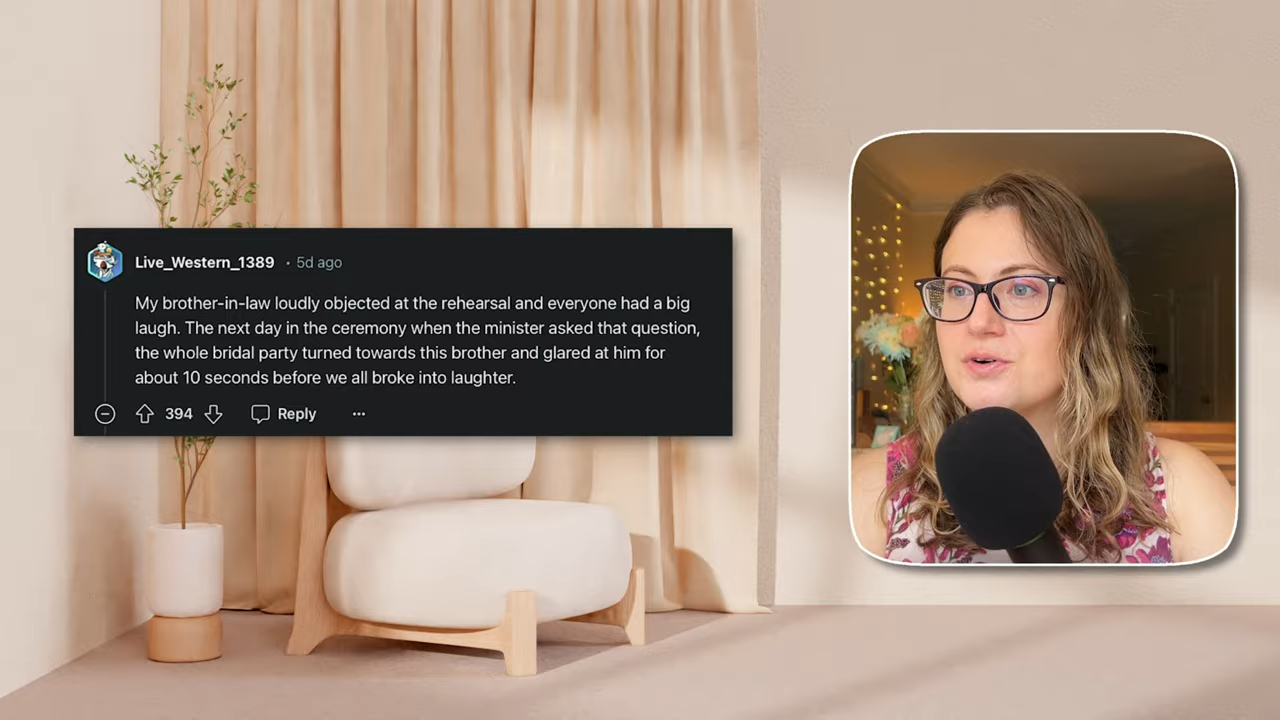 Live_Western_1389 • 5d ago
My brother-in-law loudly objected at the rehearsal and everyone had a big
laugh. The next day in the ceremony when the minister asked that question,
the whole bridal party turned towards this brother and glared at him for
about 10 seconds before we all broke into laughter.
394 Reply ...